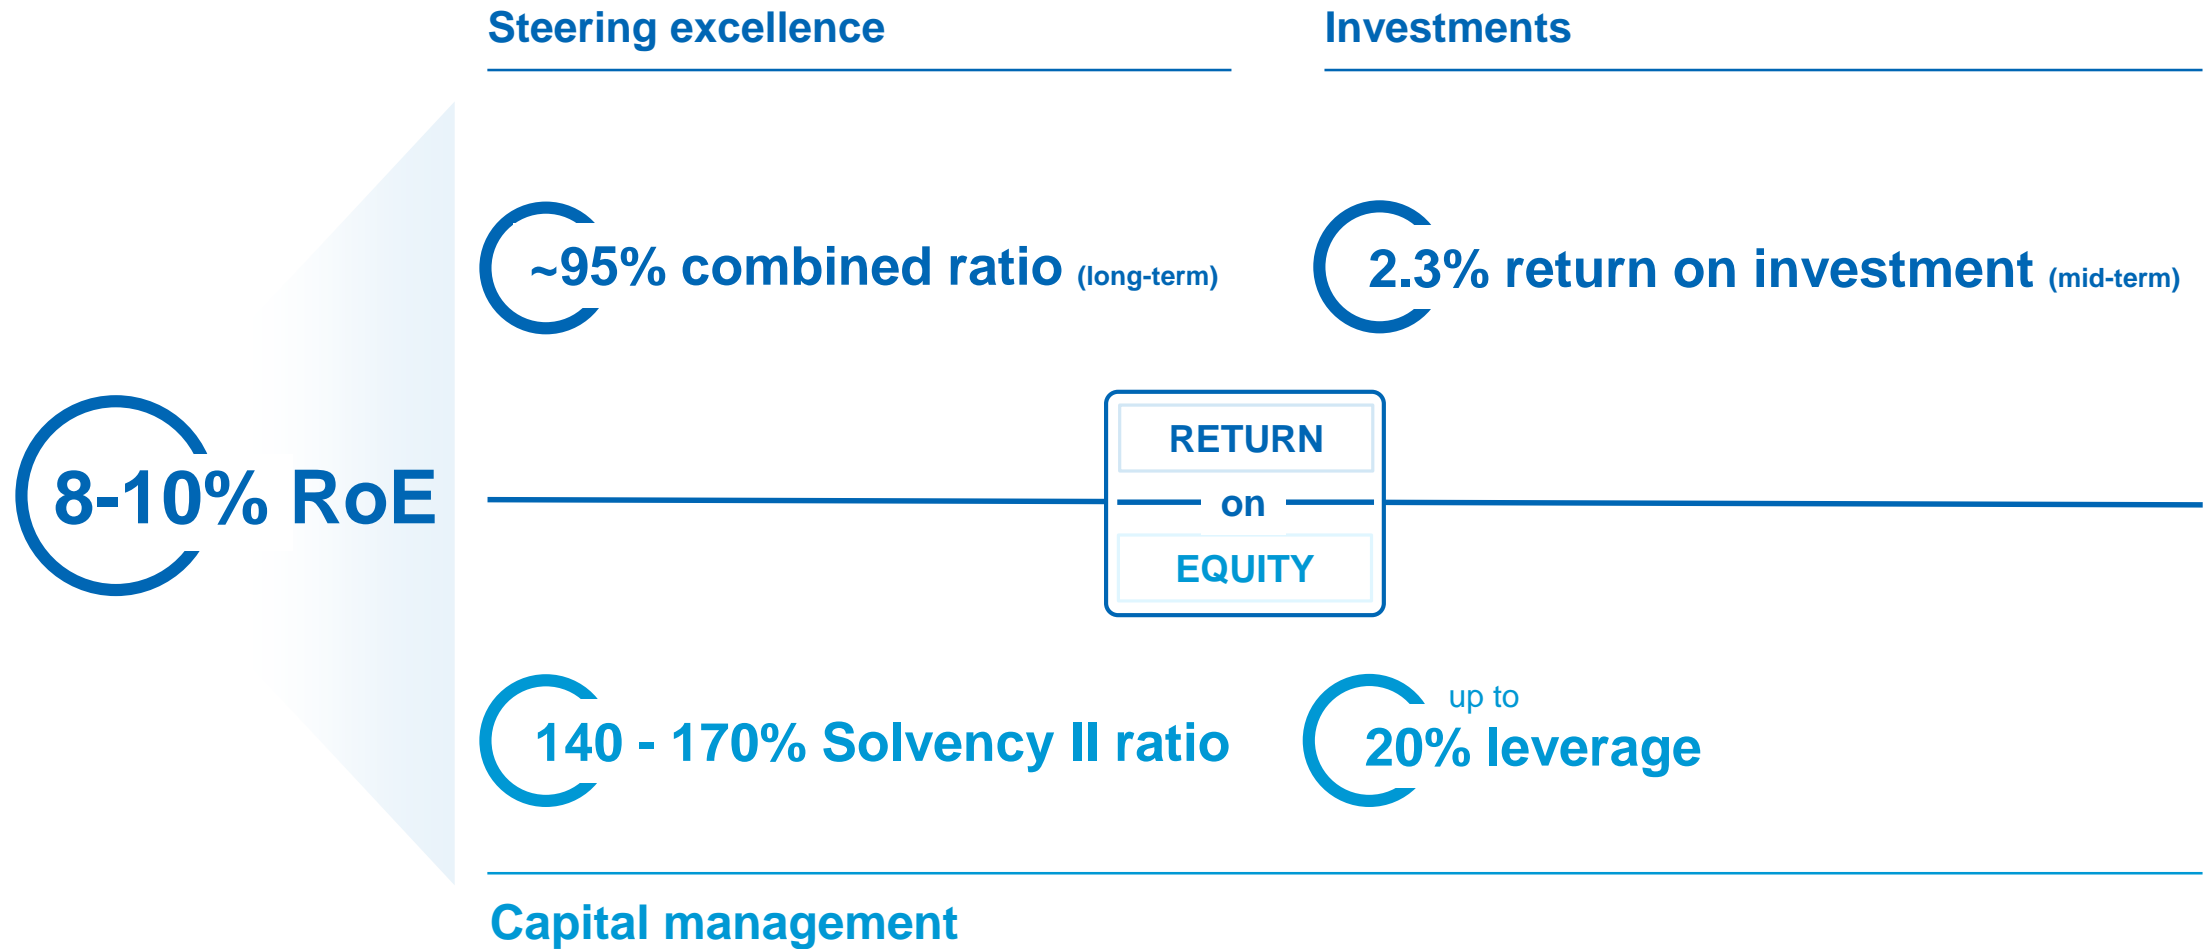 Steering excellence
Investments
~95% combined ratio (long-term)
2.3% return on investment (mid-term)
8-10% RoE
RETURN
on
EQUITY
140 - 170% Solvency II ratio
up to
20% leverage
Capital management